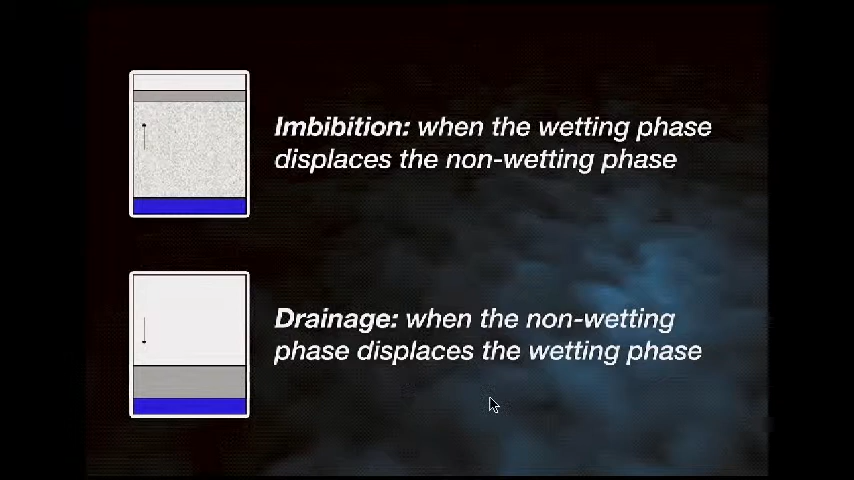 Imbibition: when the wetting phase
displaces the non-wetting phase
Drainage: when the non-wetting
phase displaces the wetting phase